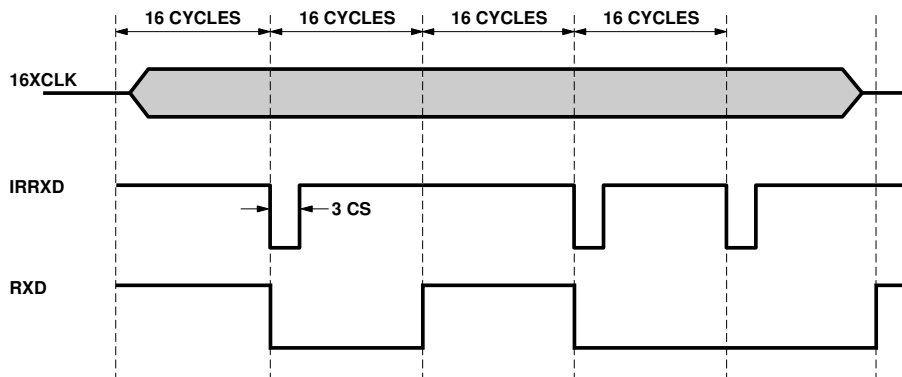 16 CYCLES 16 CYCLES 16 CYCLES 16 CYCLES
16XCLK
IRRXD
3 CS
RXD